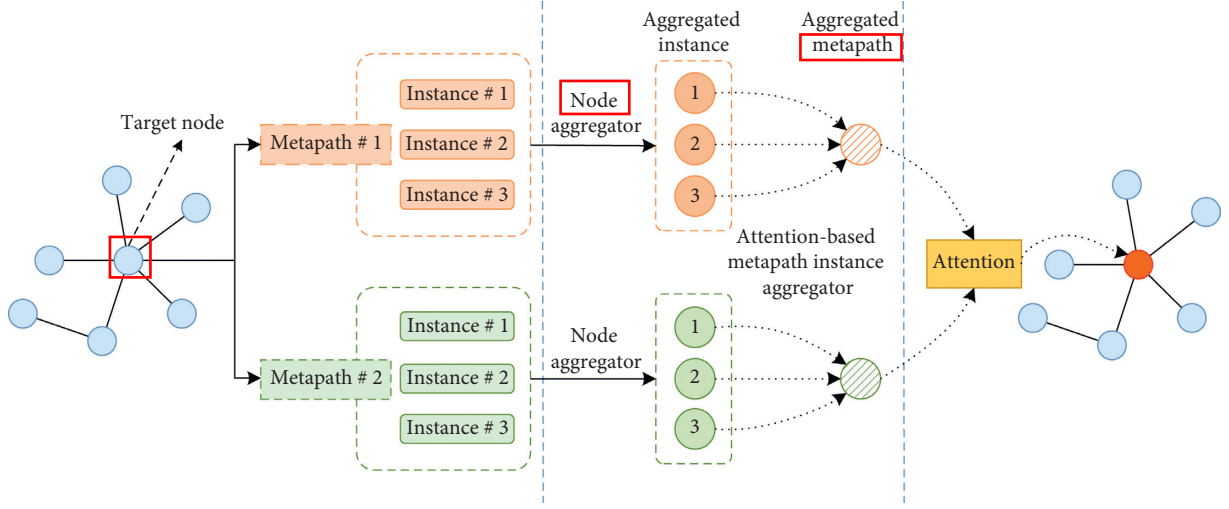 Target node
Metapath # 1
Instance # 1
Instance # 2
Instance # 3
Node
aggregator
Aggregated
instance
1
2
3
Aggregated
metapath
Metapath # 2
Instance # 1
Instance # 2
Instance # 3
Node
aggregator
1
2
3
Attention-based
metapath instance
aggregator
Attention